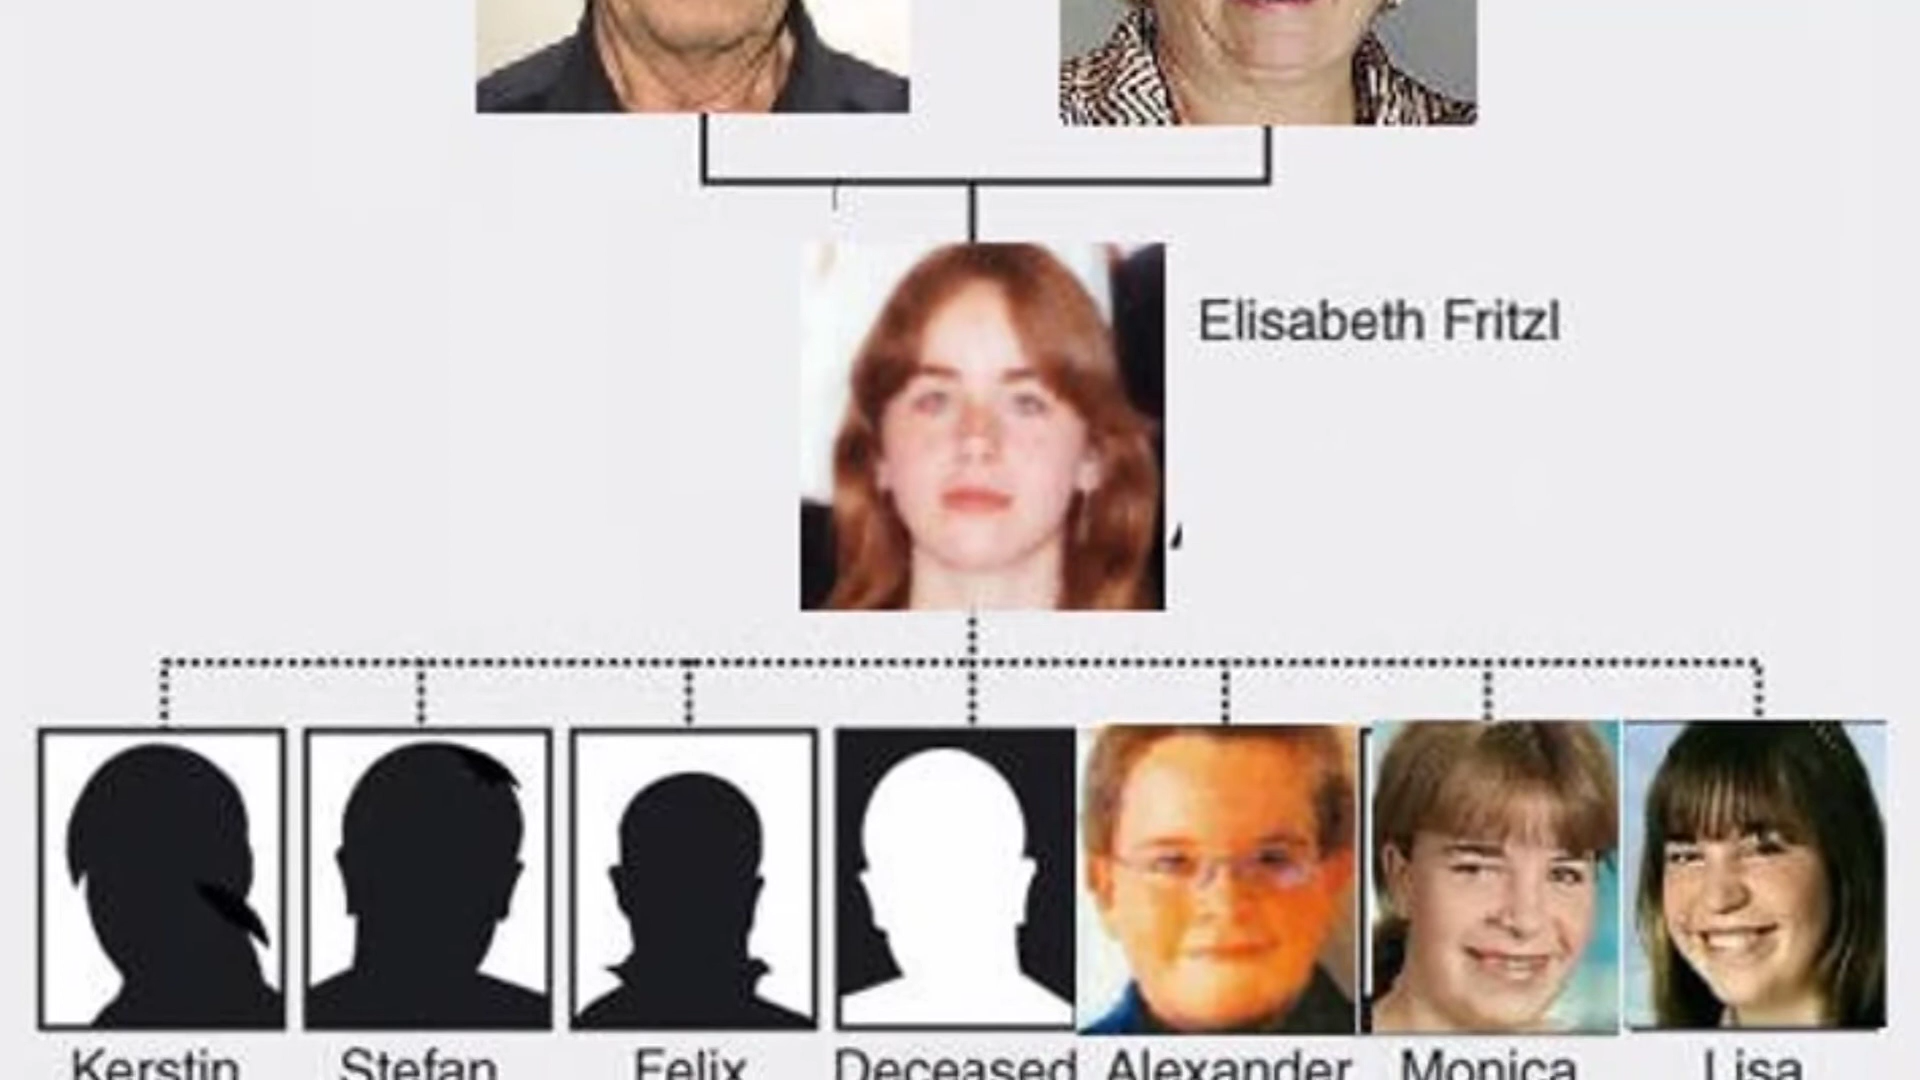 Elisabeth Fritzl
Kerstin
Stefan
Felix
Deceased
Alexander
Monica
Lisa